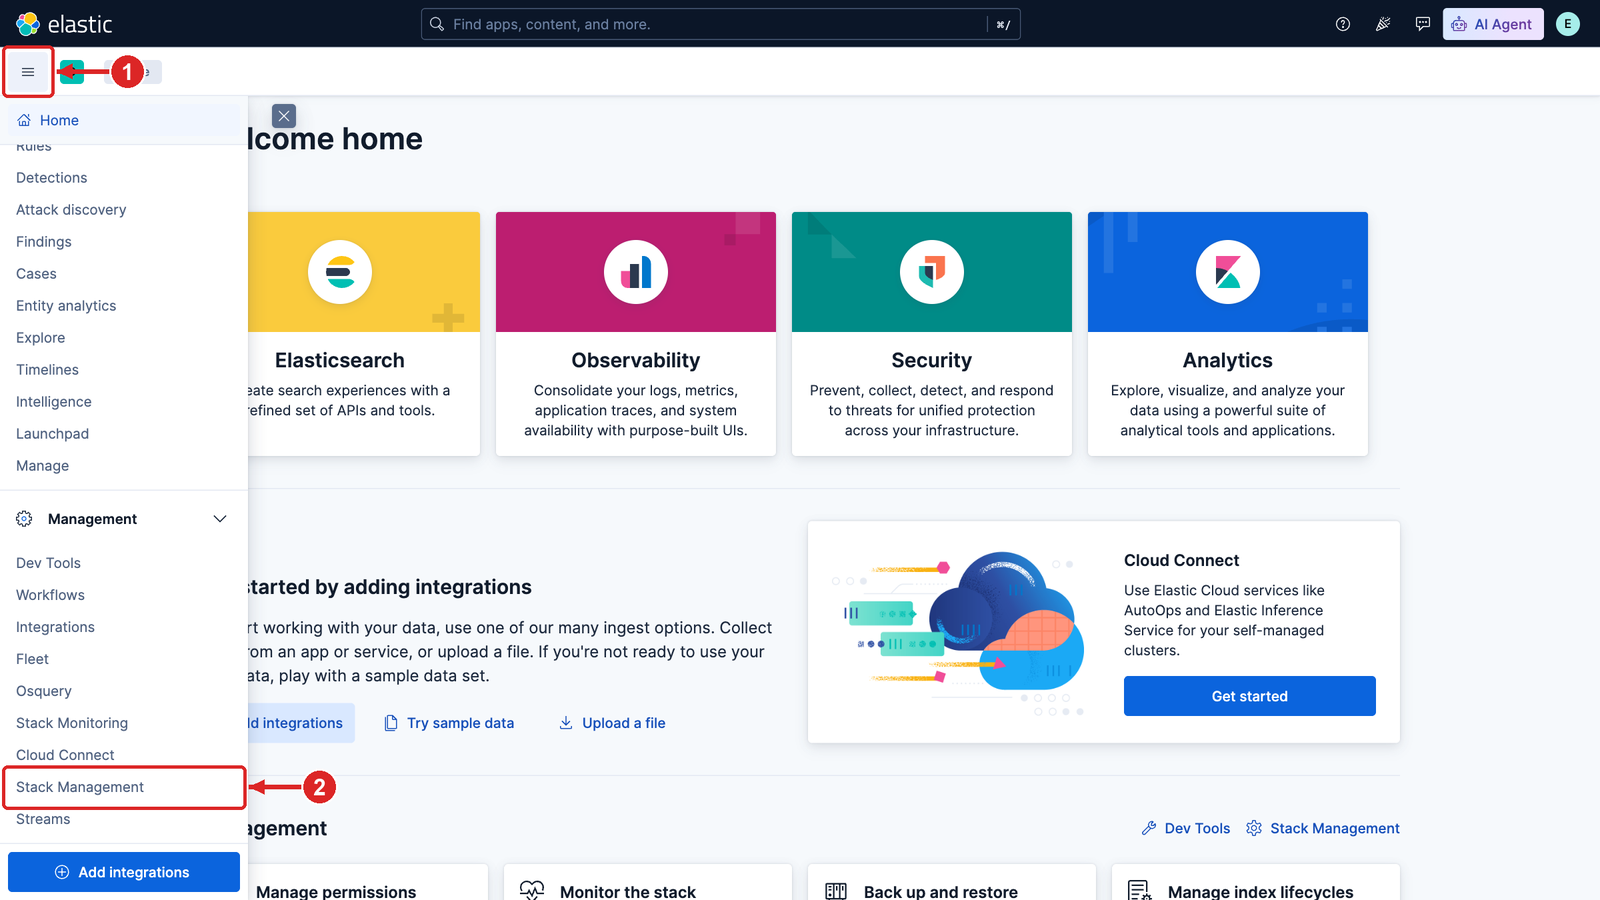 elastic
Find apps, content, and more.
⌘/
AI Agent
E
1
Home
Rules
Detections
Attack discovery
Findings
Cases
Entity analytics
Explore
Timelines
Intelligence
Launchpad
Manage
Management
Dev Tools
Workflows
Integrations
Fleet
Osquery
Stack Monitoring
Cloud Connect
Stack Management
2
Streams
Add integrations
lcome home
Elasticsearch
eate search experiences with a
refined set of APIs and tools.
Observability
Consolidate your logs, metrics,
application traces, and system
availability with purpose-built UIs.
Security
Prevent, collect, detect, and respond
to threats for unified protection
across your infrastructure.
Analytics
Explore, visualize, and analyze your
data using a powerful suite of
analytical tools and applications.
started by adding integrations
rt working with your data, use one of our many ingest options. Collect
rom an app or service, or upload a file. If you're not ready to use your
ata, play with a sample data set.
d integrations
Try sample data
Upload a file
Cloud Connect
Use Elastic Cloud services like
AutoOps and Elastic Inference
Service for your self-managed
clusters.
Get started
agement
Dev Tools
Stack Management
Manage permissions
Monitor the stack
Back up and restore
Manage index lifecycles